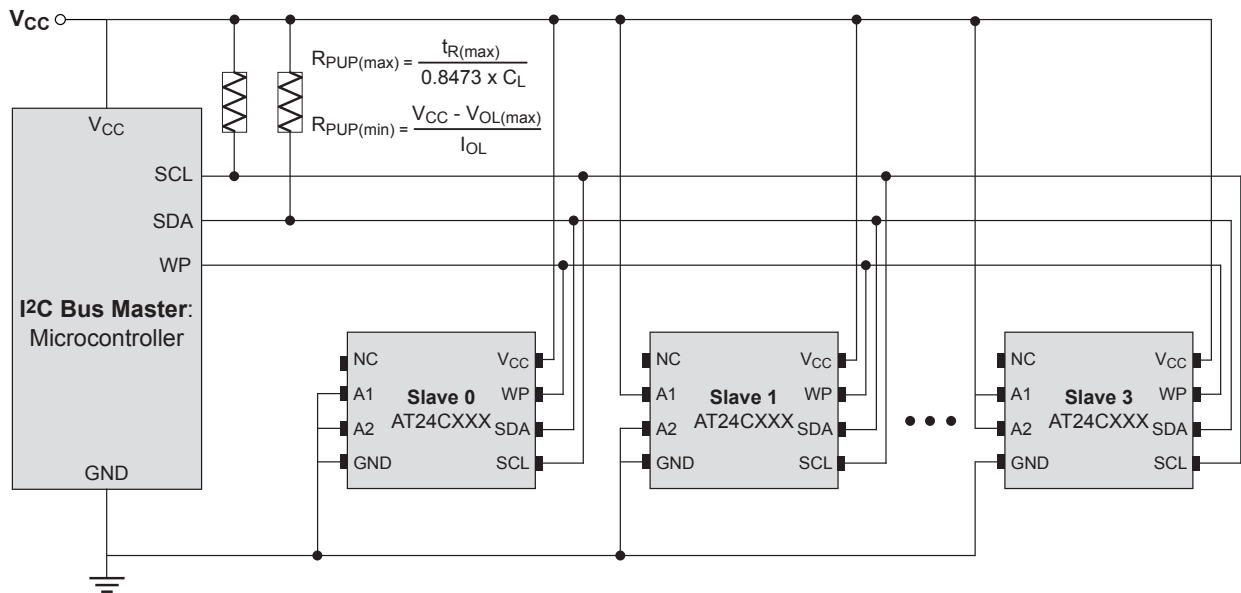 VCC
RPUP(max) = tR(max) / 0.8473 x CL
RPUP(min) = VCC - VOL(max) / IOL
VCC
SCL
SDA
WP
I2C Bus Master:
Microcontroller
GND
NC
VCC
A1
Slave 0
WP
AT24CXXX
A2
SDA
GND
SCL
NC
VCC
A1
Slave 1
WP
AT24CXXX
A2
SDA
GND
SCL
NC
VCC
A1
Slave 3
WP
AT24CXXX
A2
SDA
GND
SCL